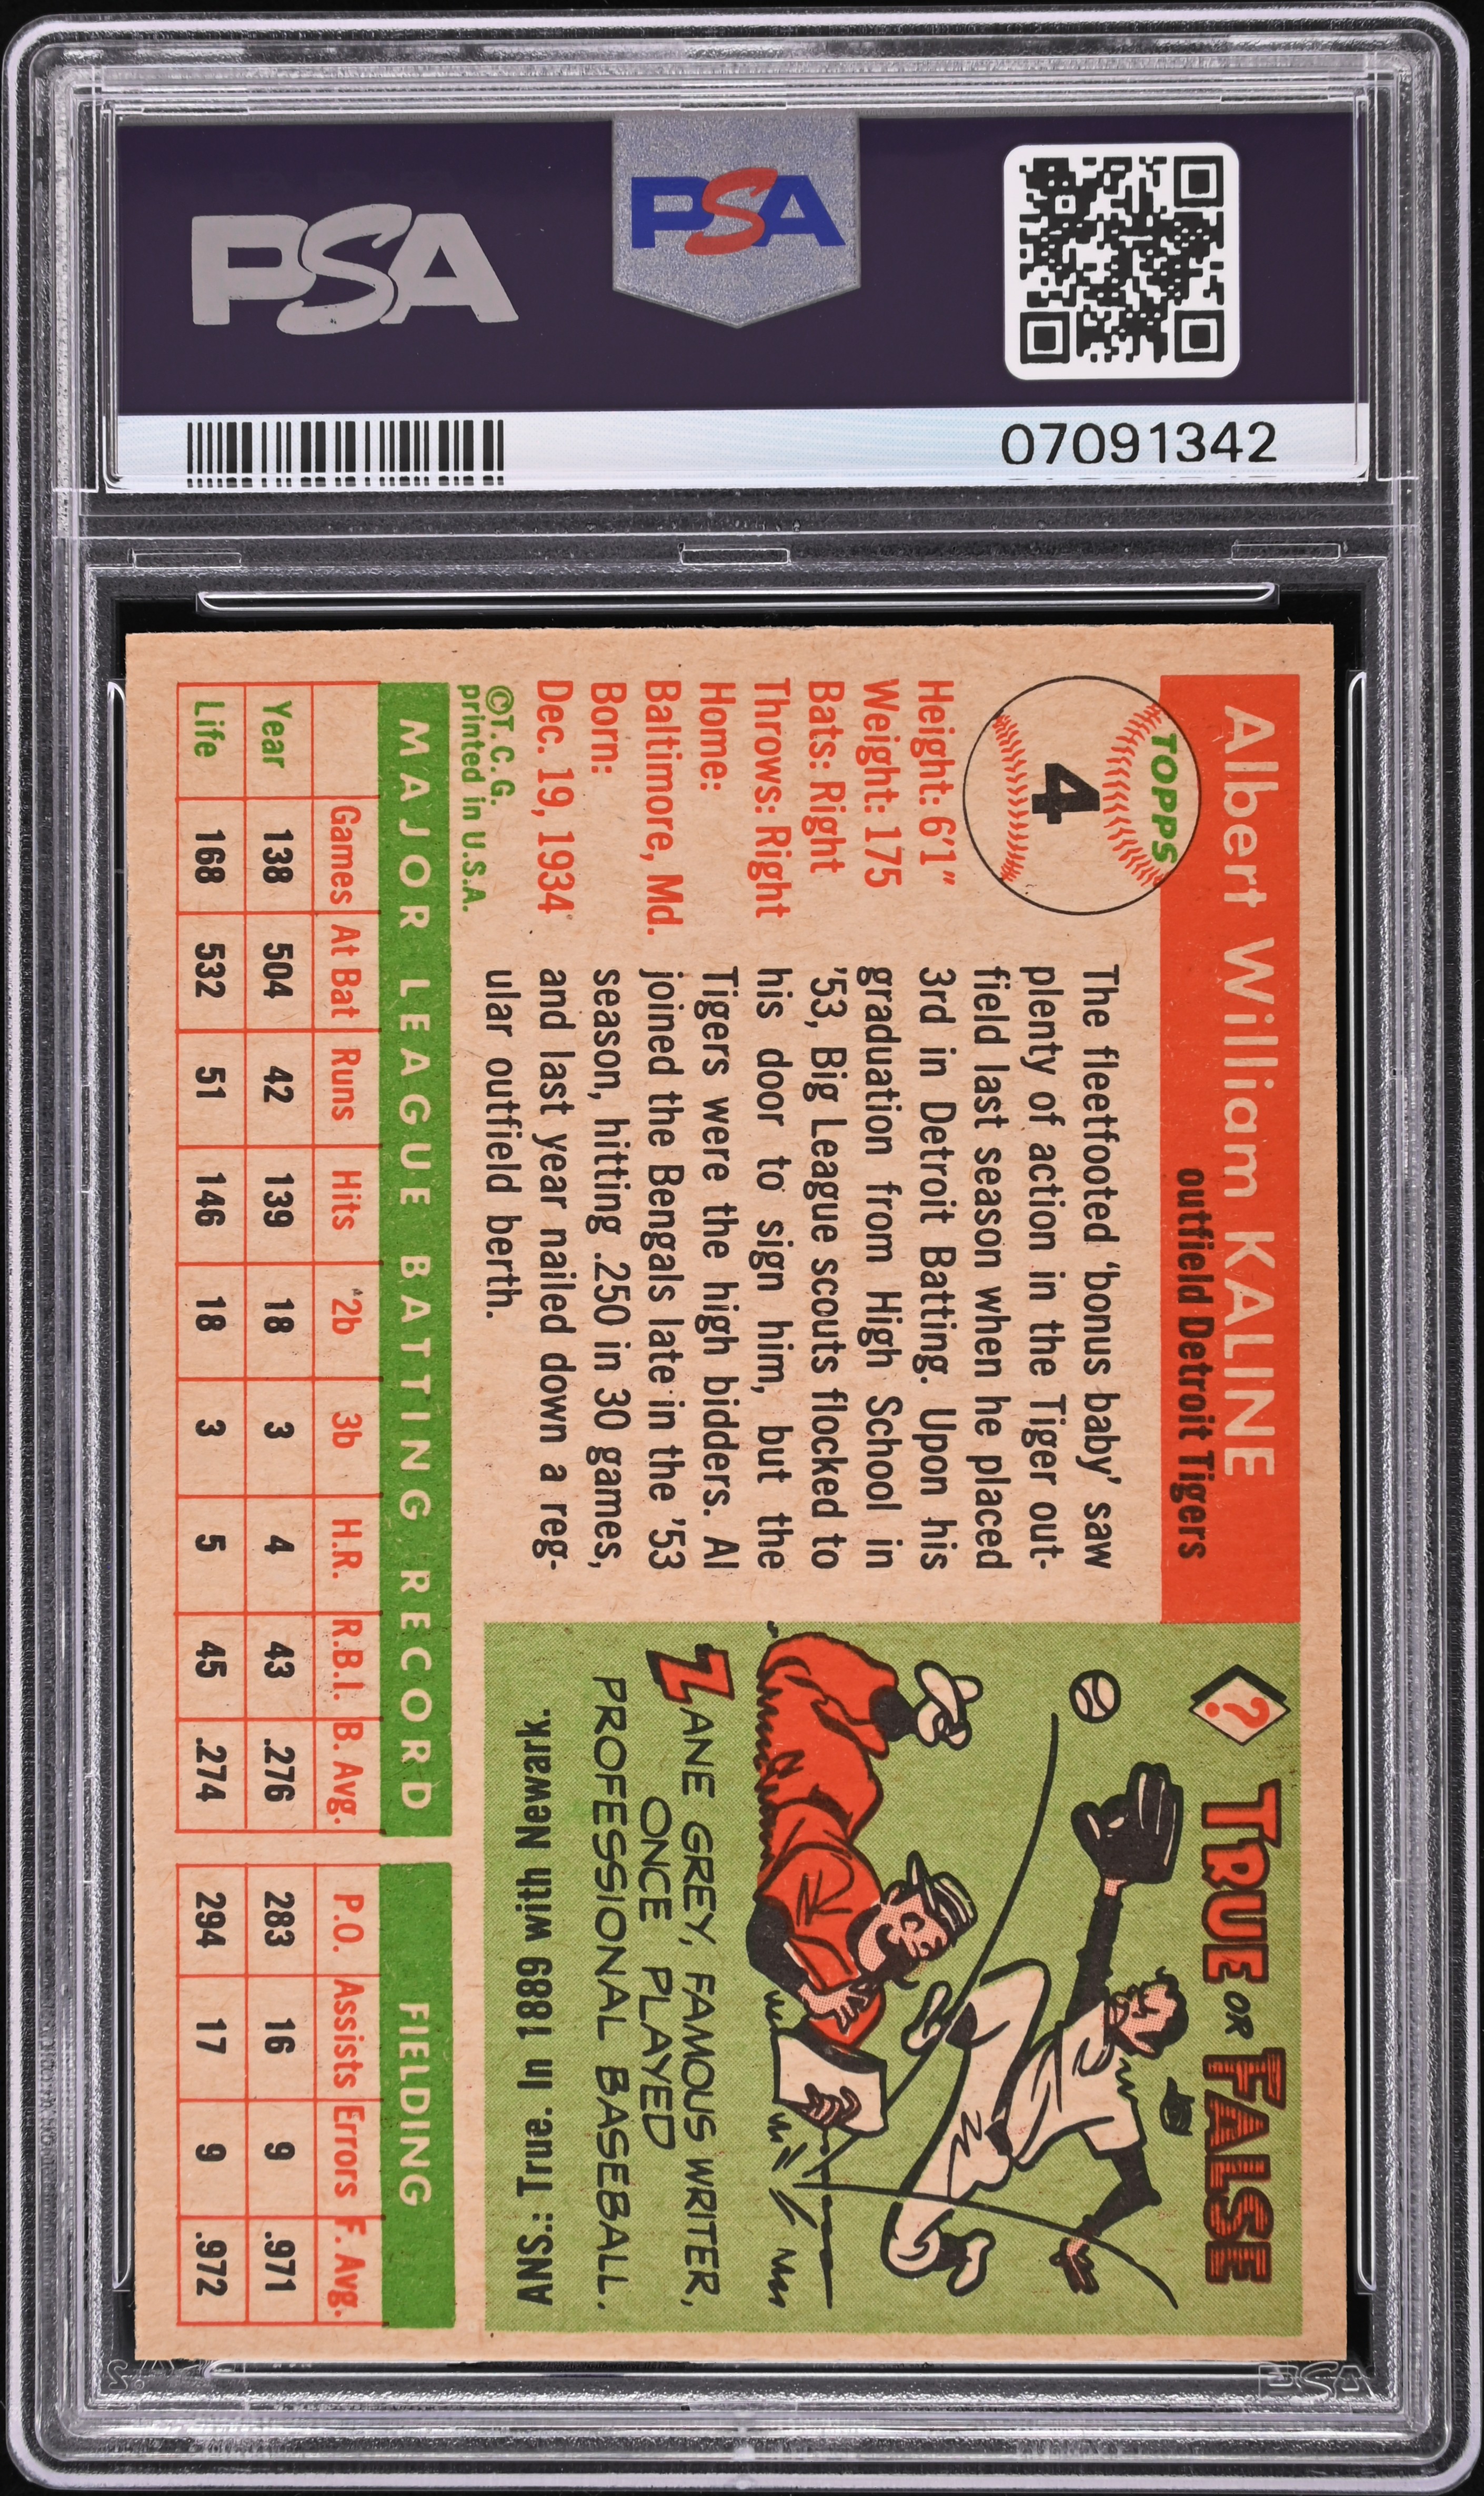 PSA
PSA
07091342
Albert William KALINE
outfield Detroit Tigers
TOPPS
4
Height: 6'1"
Weight: 175
Bats: Right
Throws: Right
Home:
Baltimore, Md.
Born:
Dec. 19, 1934
©T. C. G.
printed in U.S.A.
The fleetfooted 'bonus baby' saw
plenty of action in the Tiger out-
field last season when he placed
3rd in Detroit Batting. Upon his
graduation from High School in
'53, Big League scouts flocked to
his door to sign him, but the
Tigers were the high bidders. Al
joined the Bengals late in the '53
season, hitting .250 in 30 games,
and last year nailed down a reg-
ular outfield berth.
? TRUE OR FALSE
ZANE GREY, FAMOUS WRITER,
ONCE PLAYED
PROFESSIONAL BASEBALL.
ANS.: True. In 1889 with Newark.
MAJOR LEAGUE BATTING RECORD FIELDING
Games At Bat Runs Hits 2b 3b H.R. R.B.I. B. Avg. P.O. Assists Errors F. Avg.
Year 138 504 42 139 18 3 4 43 .276 283 16 9 .971
Life 168 532 51 146 18 3 5 45 .274 294 17 9 .972
PSA